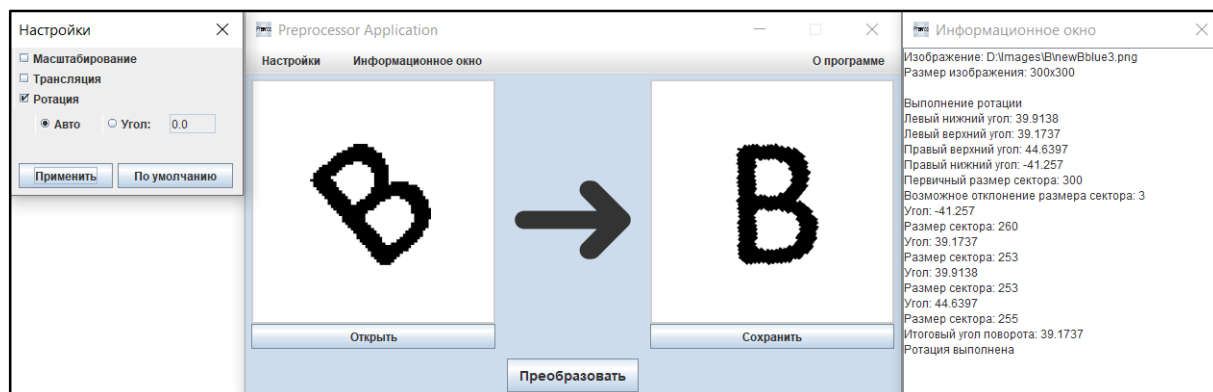 Настройки
Масштабирование
Трансляция
Ротация
Авто Угол: 0.0
Применить По умолчанию
Preprocessor Application
Настройки Информационное окно О программе
B B
Открыть Сохранить
Преобразовать
Информационное окно
Изображение: D:\Images\B\newBblue3.png
Размер изображения: 300x300
Выполнение ротации
Левый нижний угол: 39.9138
Левый верхний угол: 39.1737
Правый верхний угол: 44.6397
Правый нижний угол: -41.257
Первичный размер сектора: 300
Возможное отклонение размера сектора: 3
Угол: -41.257
Размер сектора: 260
Угол: 39.1737
Размер сектора: 253
Угол: 39.9138
Размер сектора: 253
Угол: 44.6397
Размер сектора: 255
Итоговый угол поворота: 39.1737
Ротация выполнена